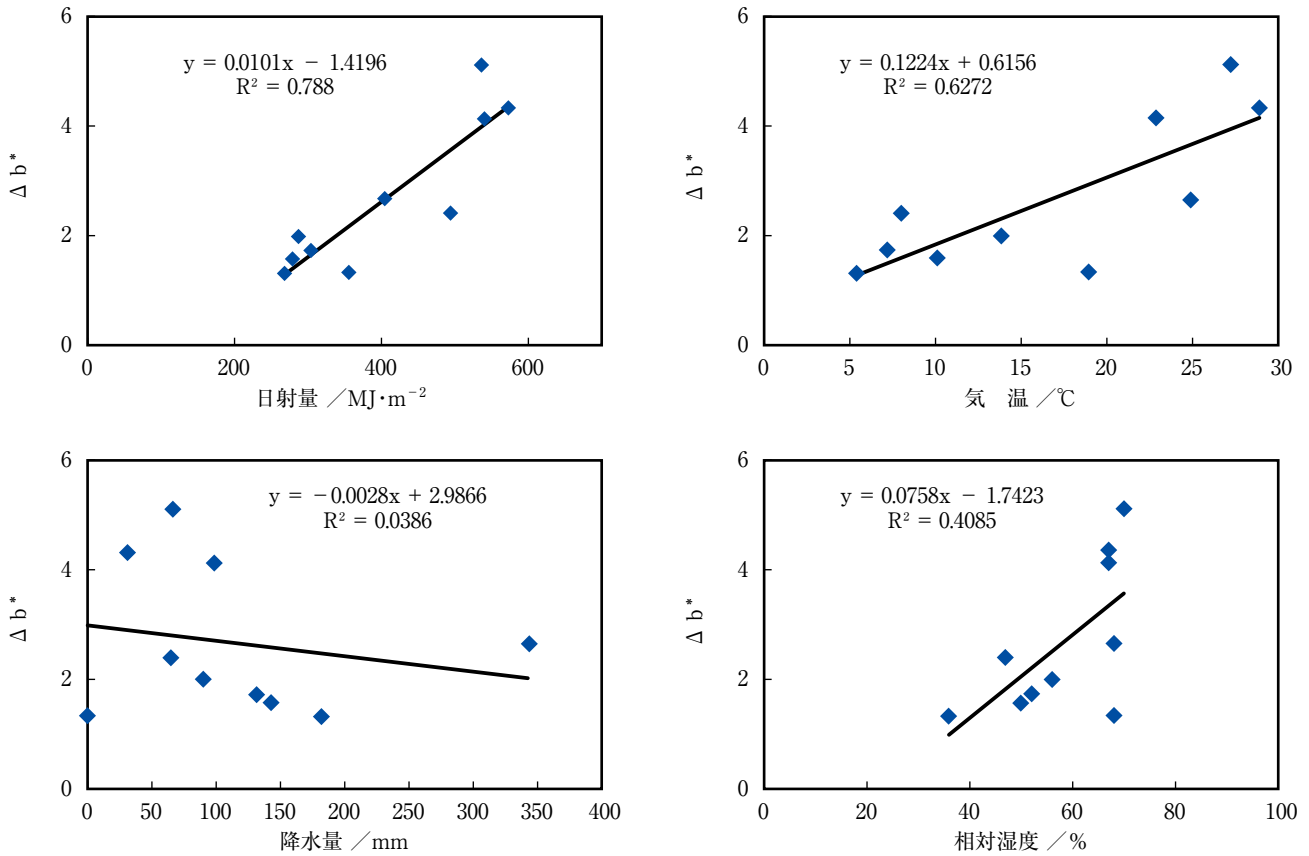 y = 0.0101x − 1.4196
R² = 0.788
Δb*
6
4
2
0
0 200 400 600
日射量 ／MJ·m⁻²
y = 0.1224x + 0.6156
R² = 0.6272
Δb*
6
4
2
0
0 5 10 15 20 25 30
気　温 ／℃
y = −0.0028x + 2.9866
R² = 0.0386
Δb*
6
4
2
0
0 50 100 150 200 250 300 350 400
降水量 ／mm
y = 0.0758x − 1.7423
R² = 0.4085
Δb*
6
4
2
0
0 20 40 60 80 100
相対湿度 ／%